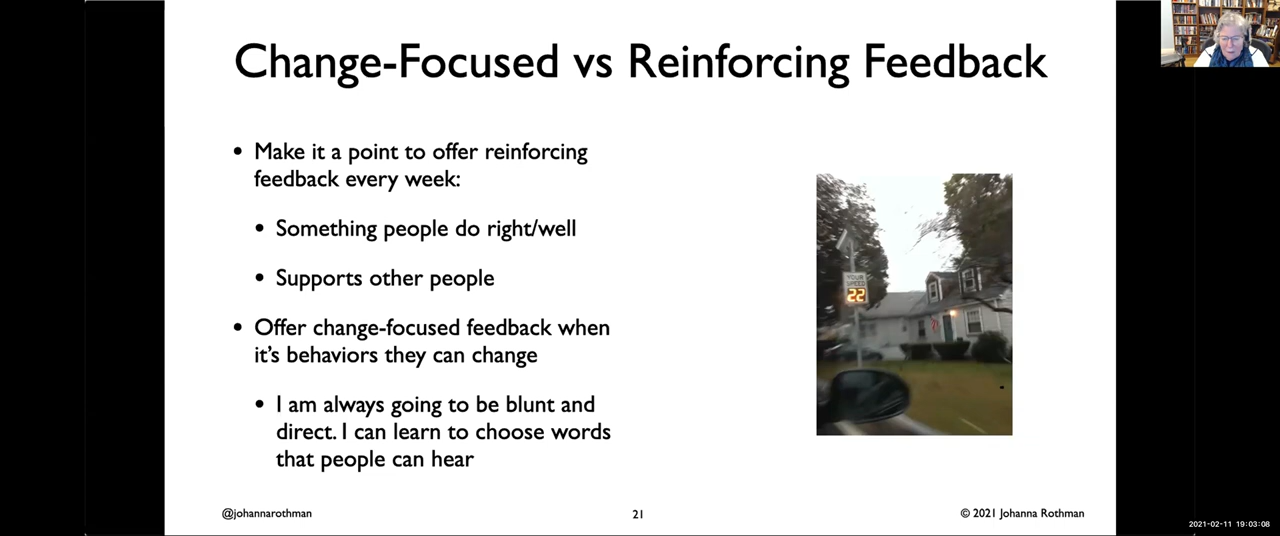 Change-Focused vs Reinforcing Feedback
• Make it a point to offer reinforcing
feedback every week:
• Something people do right/well
• Supports other people
• Offer change-focused feedback when
it's behaviors they can change
• I am always going to be blunt and
direct. I can learn to choose words
that people can hear
YOUR
SPEED
22
@johannarothman
21
© 2021 Johanna Rothman
2021-02-11 19:03:08